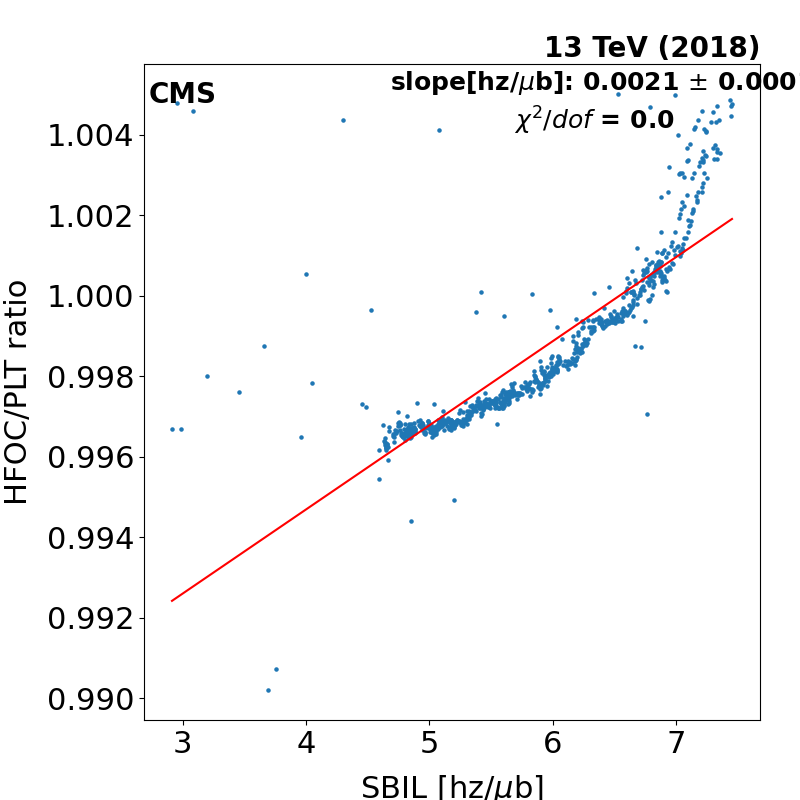 13 TeV (2018)
CMS
slope[hz/μb]: 0.0021 ± 0.000
χ²/dof = 0.0
1.004
1.002
1.000
0.998
0.996
0.994
0.992
0.990
HFOC/PLT ratio
3 4 5 6 7
SBIL [hz/μb]